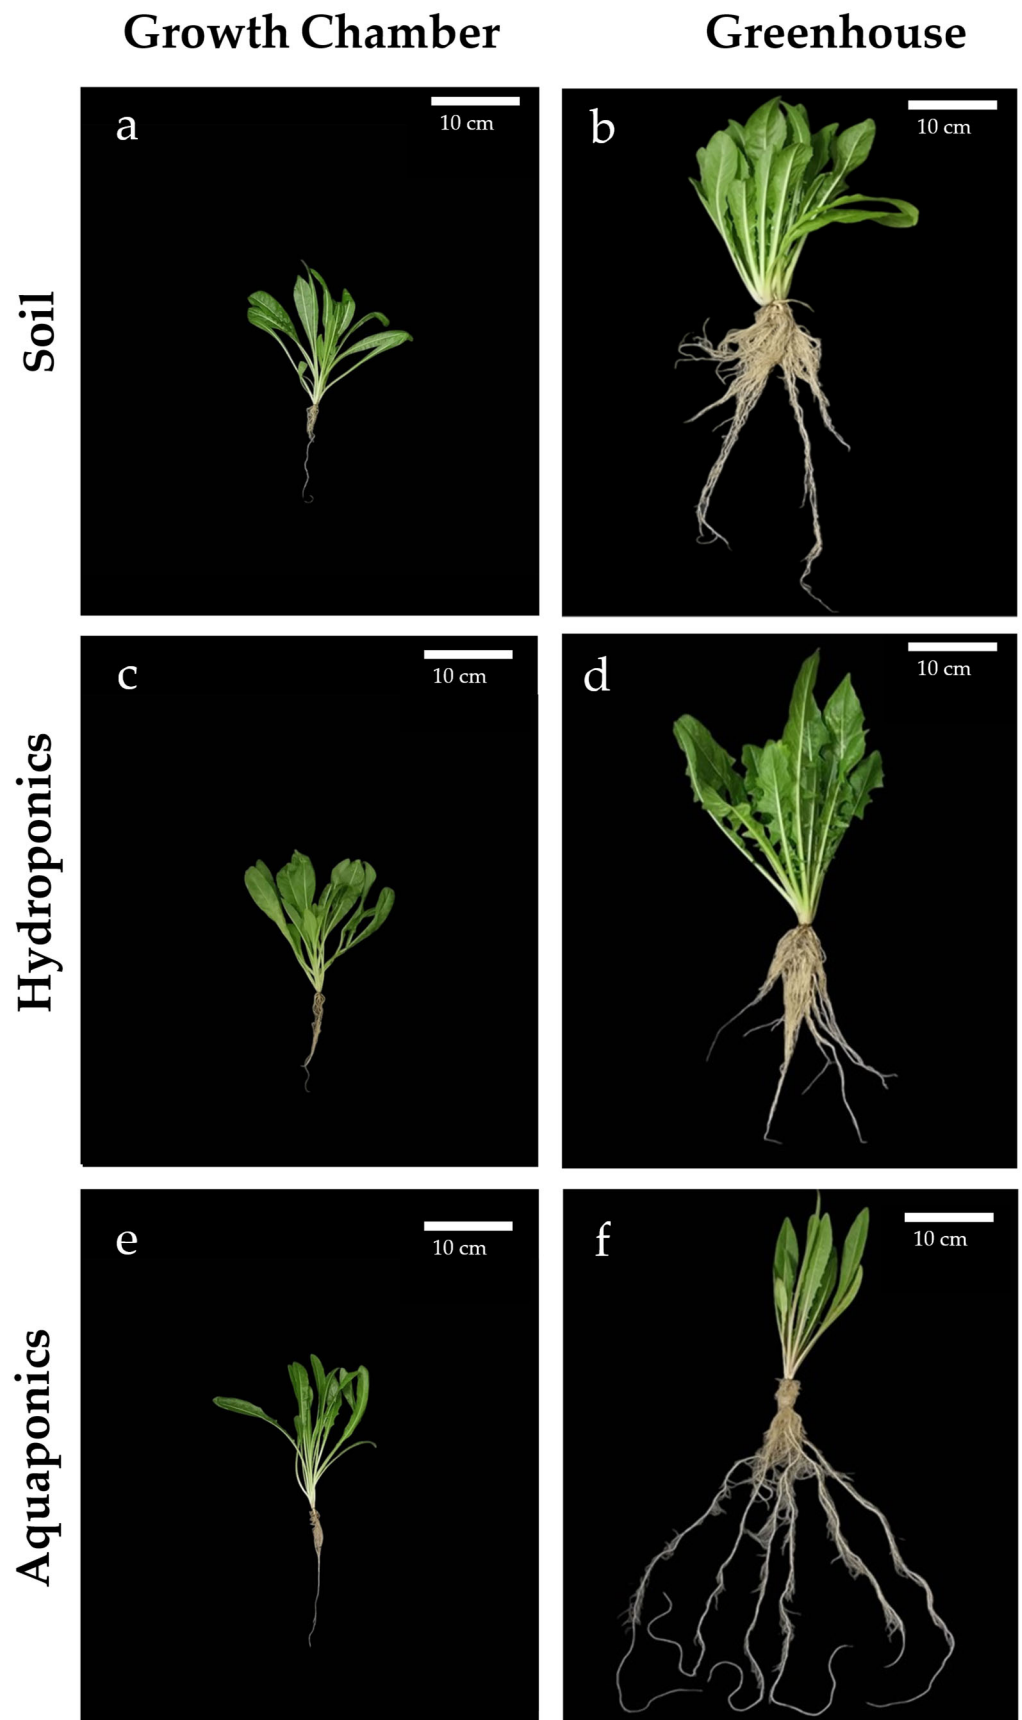 Growth Chamber
Greenhouse
Soil
a
10 cm
b
10 cm
Hydroponics
c
10 cm
d
10 cm
Aquaponics
e
10 cm
f
10 cm